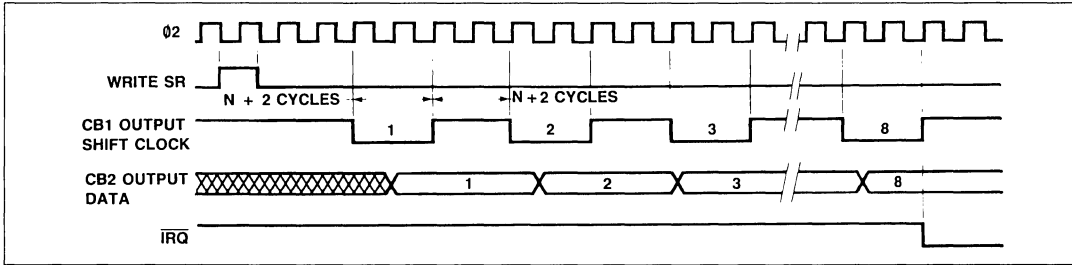 Ø2
WRITE SR
N + 2 CYCLES
N + 2 CYCLES
CB1 OUTPUT
SHIFT CLOCK
1
2
3
8
CB2 OUTPUT
DATA
1
2
3
8
IRQ